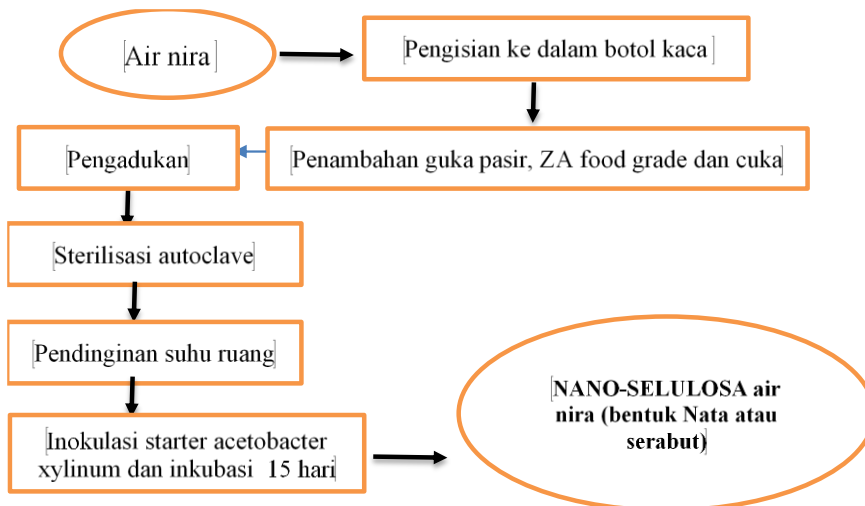 [Air nira]
[Pengisian ke dalam botol kaca]
[Penambahan guka pasir, ZA food grade dan cuka]
[Pengadukan]
[Sterilisasi autoclave]
[Pendinginan suhu ruang]
[Inokulasi starter acetobacter
xylinum dan inkubasi 15 hari]
[NANO-SELULOSA air
nira (bentuk Nata atau
serabut)]